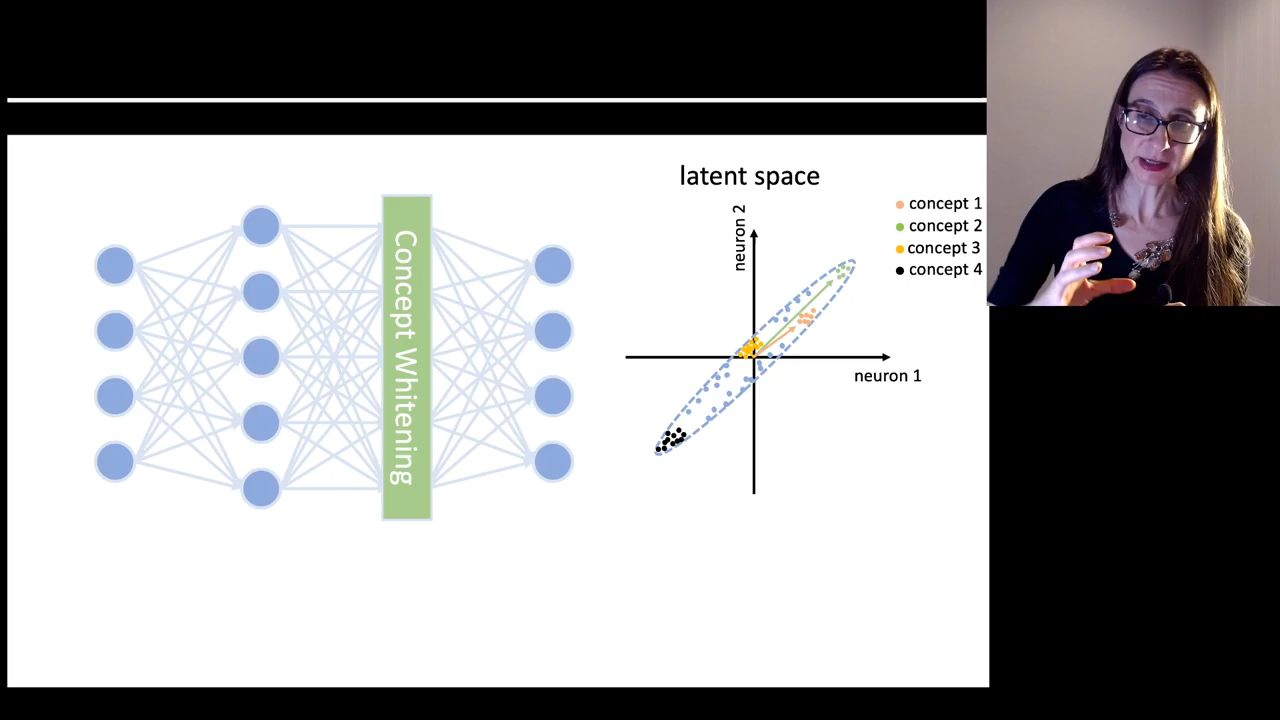 Concept Whitening
latent space
neuron 2
neuron 1
concept 1
concept 2
concept 3
concept 4